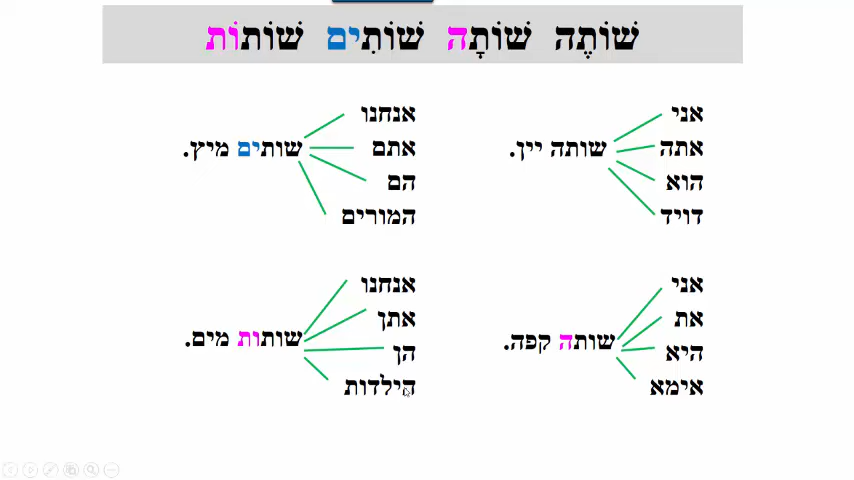 שׁוֹתֶה שׁוֹתָה שׁוֹתִים שׁוֹתוֹת
אני
אתה
הוא
דויד
שותה יין.
אנחנו
אתם
הם
המורים
שותים מיץ.
אני
את
היא
אימא
שותה קפה.
אנחנו
אתן
הן
הילדות
שותות מים.